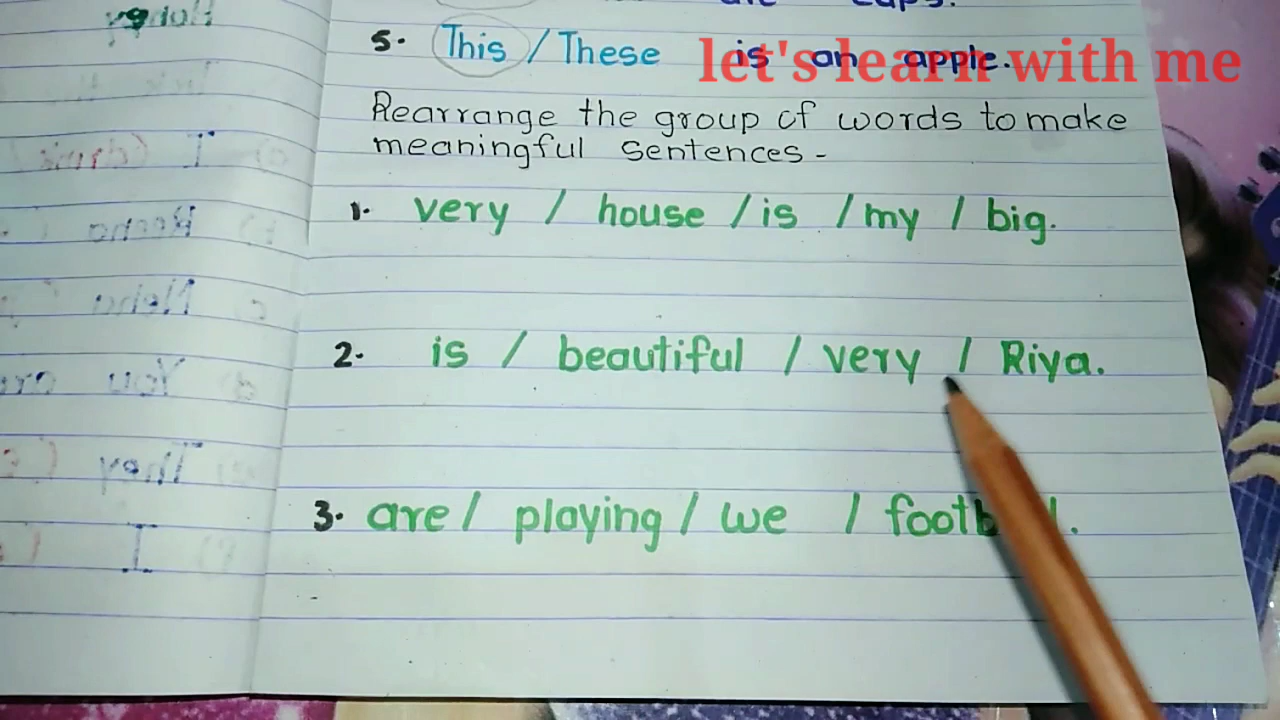 5. This / These is an apple.
let's learn with me
Rearrange the group of words to make
meaningful sentences -
1. very / house / is / my / big.
2. is / beautiful / very / Riya.
3. are / playing / we / football.